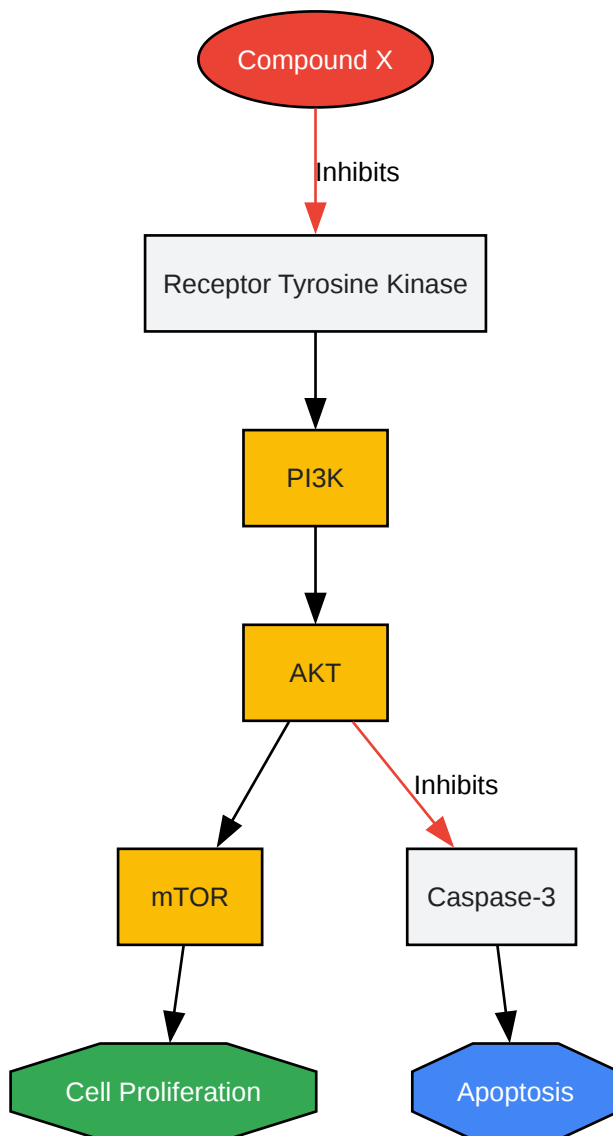 Compound X
Inhibits
Receptor Tyrosine Kinase
PI3K
AKT
Inhibits
mTOR
Caspase-3
Cell Proliferation
Apoptosis